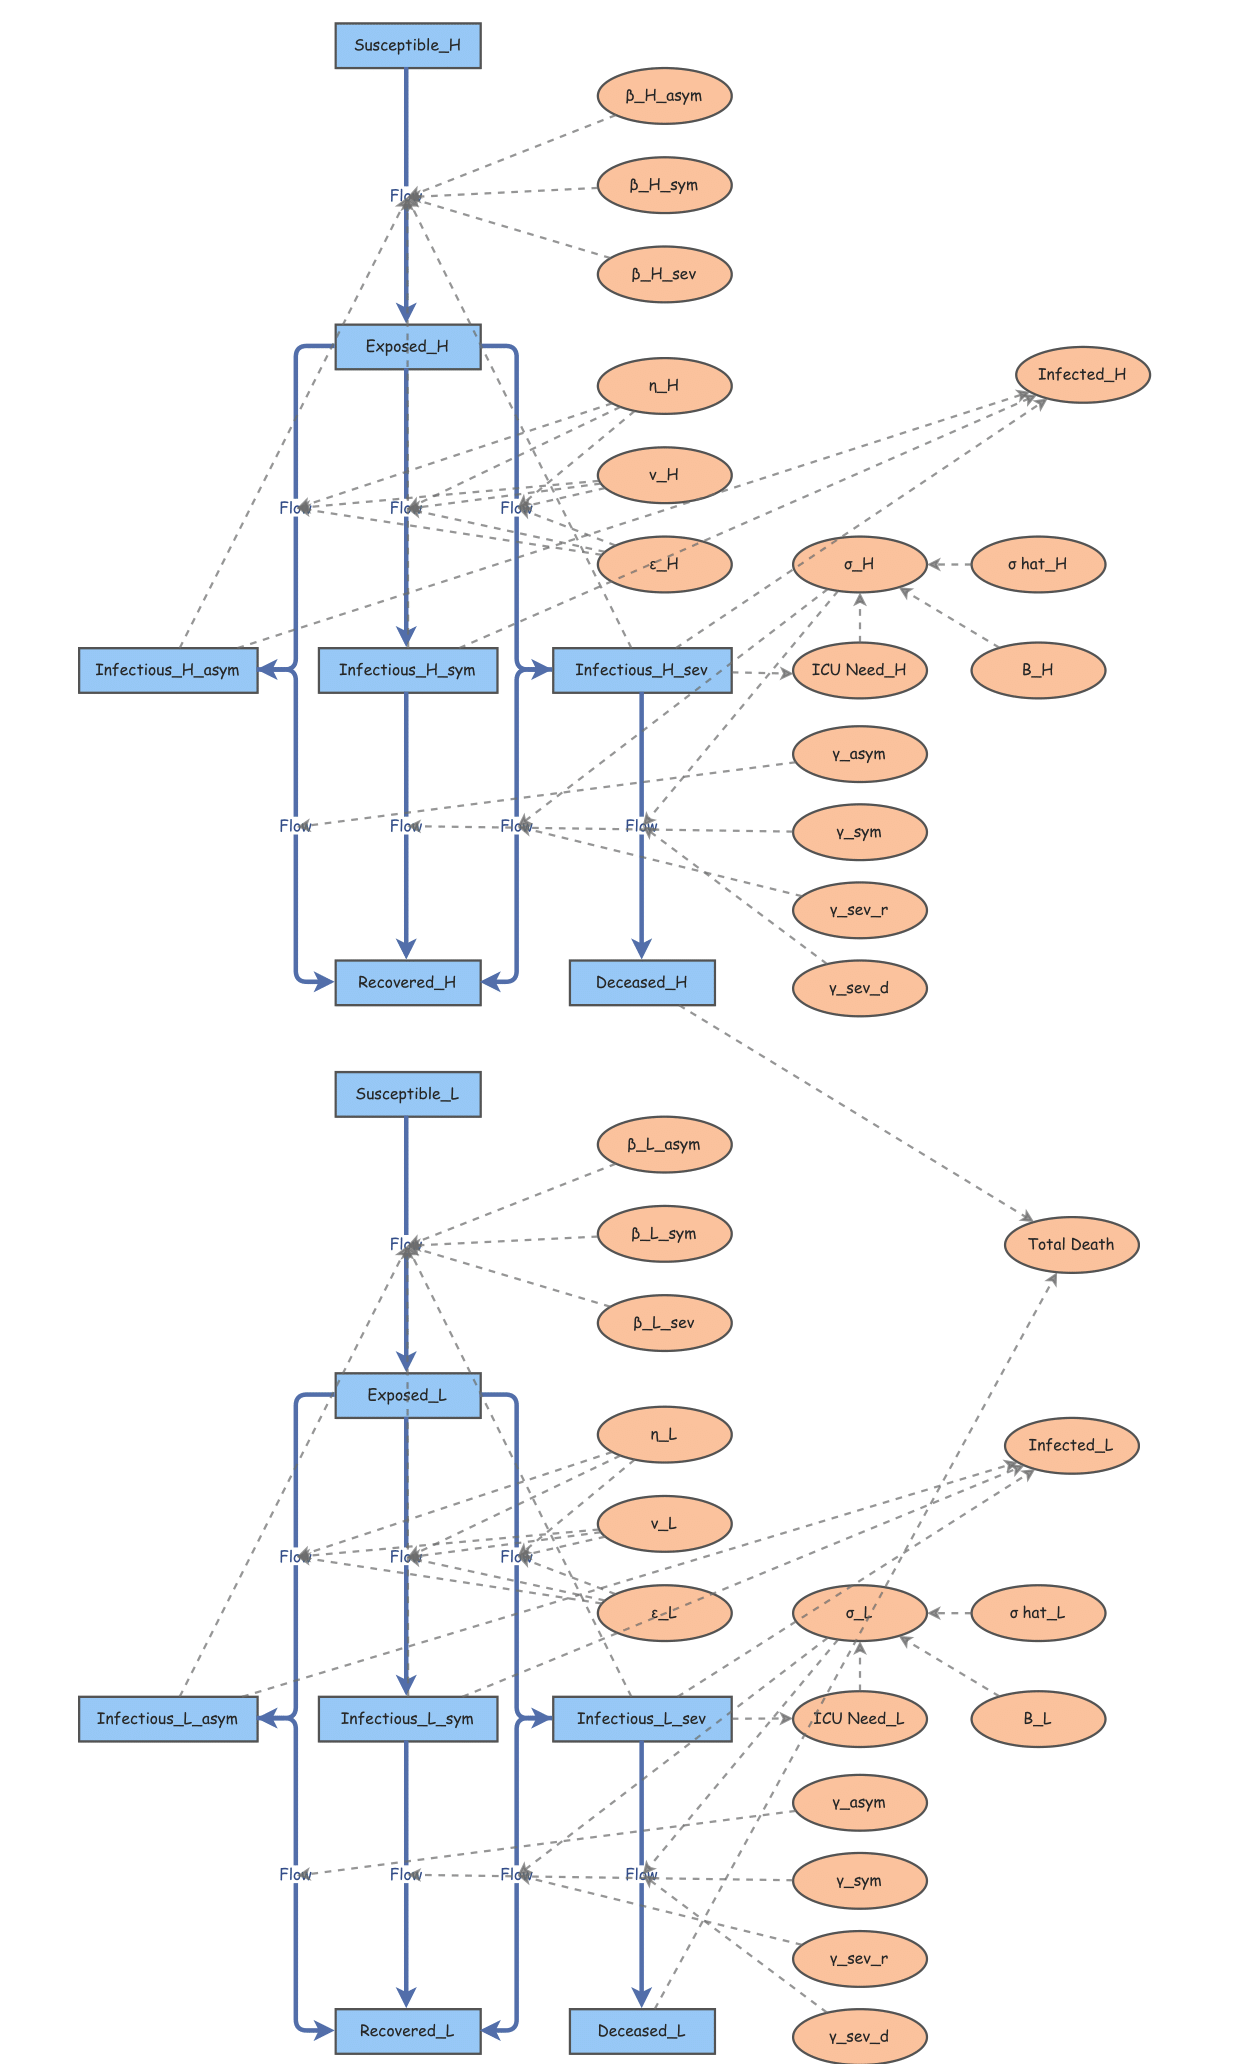 Susceptible_H
β_H_asym
β_H_sym
Flow
β_H_sev
Exposed_H
Infected_H
η_H
ν_H
Flow
Flow
Flow
ε_H
σ_H
σ hat_H
Infectious_H_asym
Infectious_H_sym
Infectious_H_sev
ICU Need_H
B_H
γ_asym
Flow
Flow
Flow
Flow
γ_sym
γ_sev_r
Recovered_H
Deceased_H
γ_sev_d
Susceptible_L
β_L_asym
β_L_sym
Flow
Total Death
β_L_sev
Exposed_L
η_L
Infected_L
ν_L
Flow
Flow
Flow
ε_L
σ_L
σ hat_L
Infectious_L_asym
Infectious_L_sym
Infectious_L_sev
ICU Need_L
B_L
γ_asym
Flow
Flow
Flow
Flow
γ_sym
γ_sev_r
Recovered_L
Deceased_L
γ_sev_d